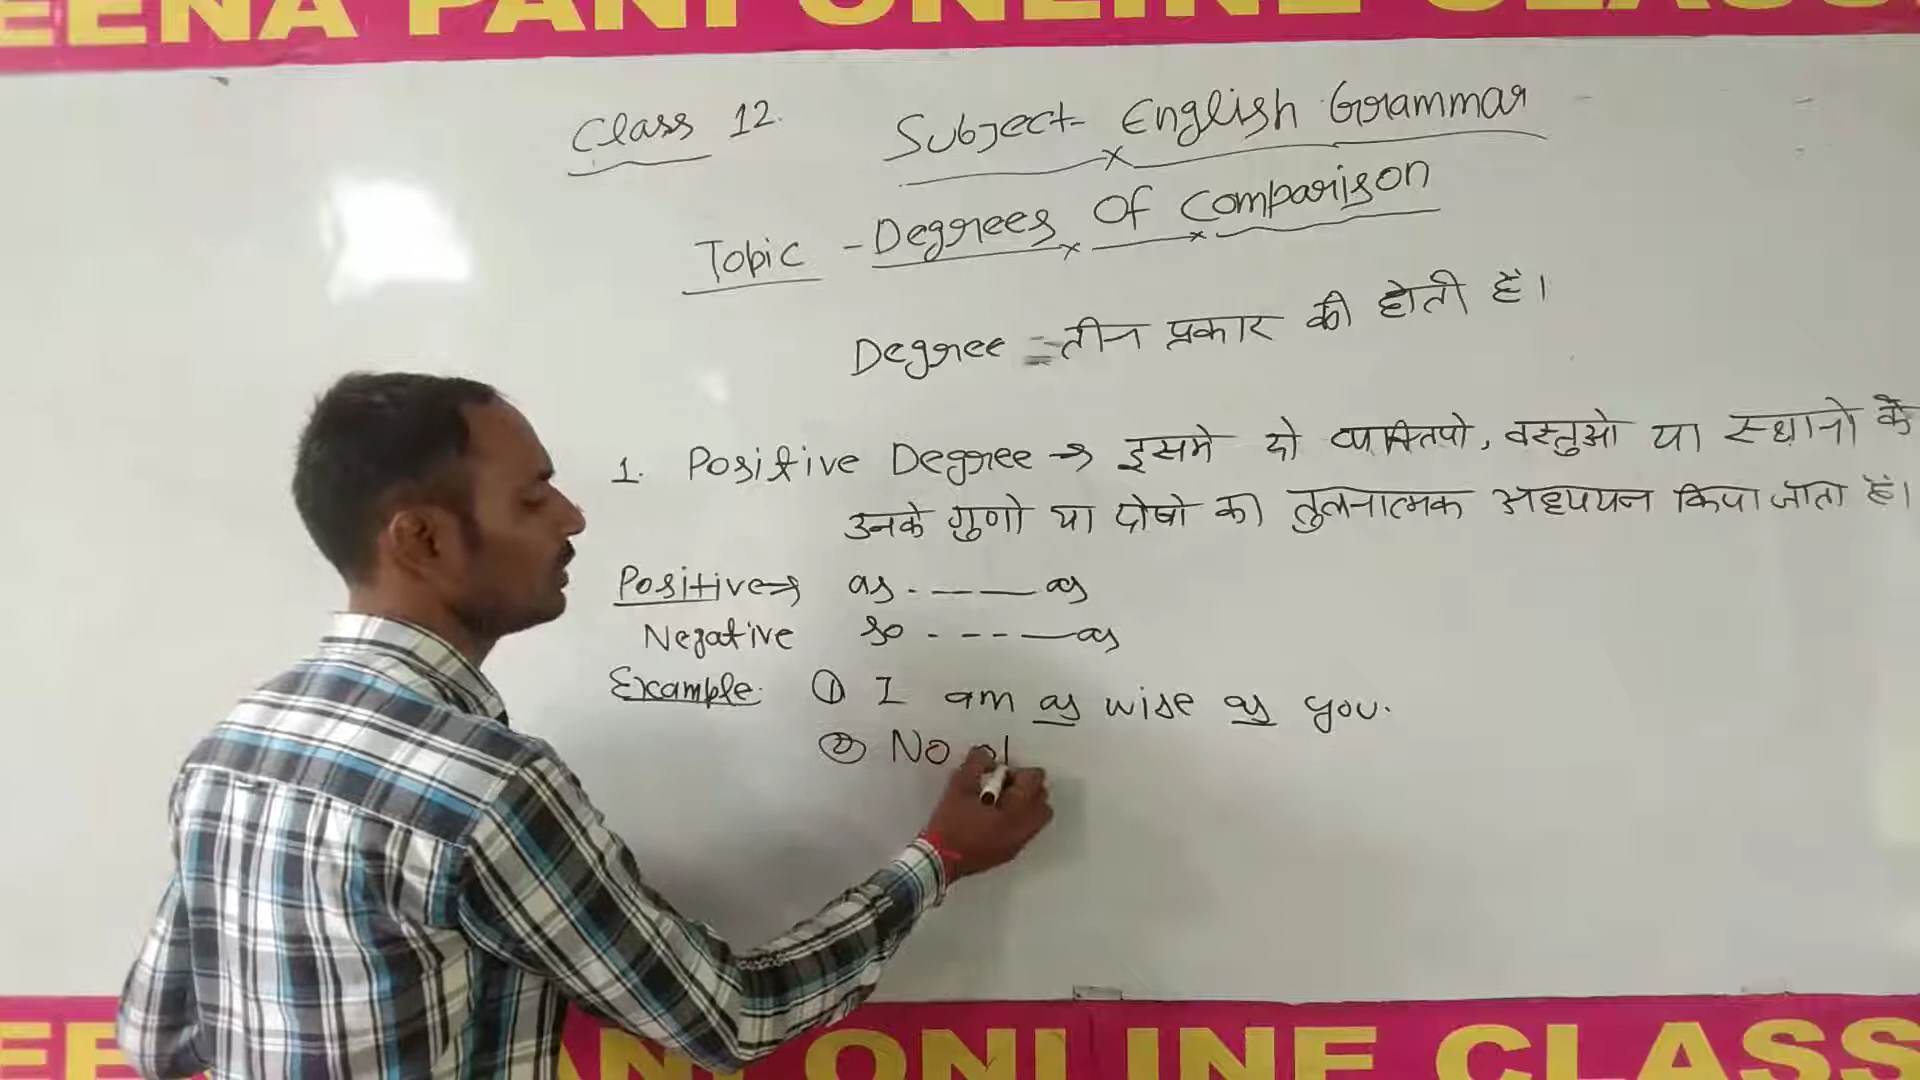 EENA PANI ONLINE CLASS
Class 12.
Subject- English Grammar
Topic - Degrees Of Comparison
Degree = तीन प्रकार की होती है।
1. Positive Degree → इसमे दो व्यक्तियो, वस्तुओ या स्थानो के
उनके गुणो या दोषो का तुलनात्मक अध्ययन किया जाता है।
Positive → as - — — as
Negative so - - - — as
Example. ① I am as wise as you.
② No
EE PANI ONLINE CLASS